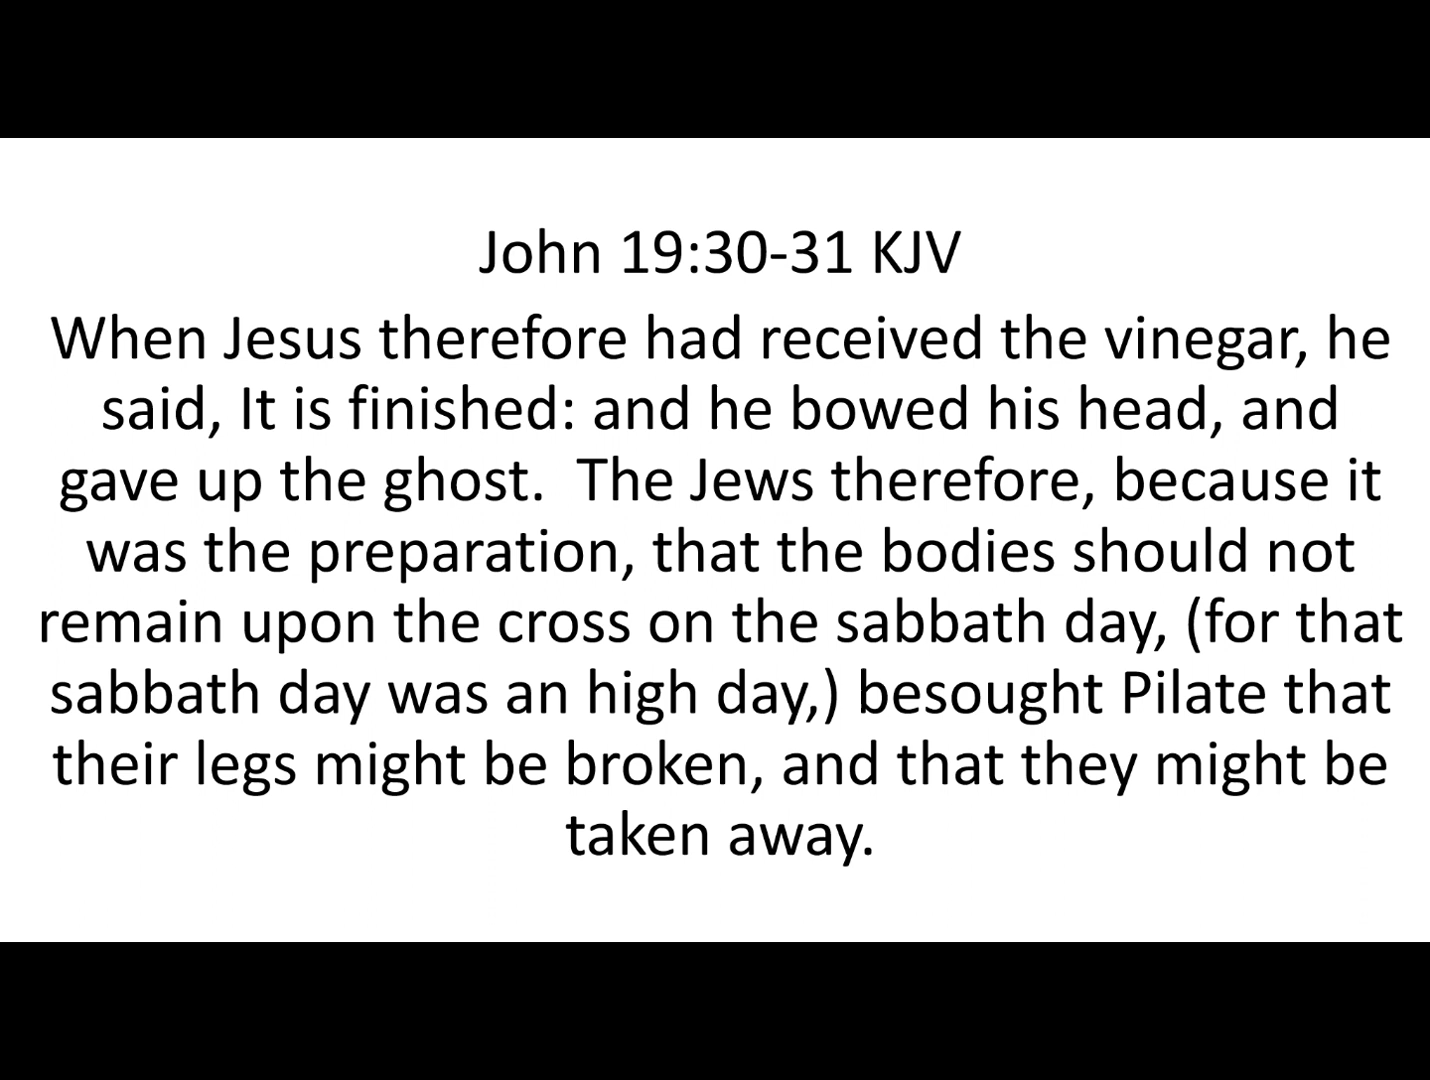 John 19:30-31 KJV
When Jesus therefore had received the vinegar, he
said, It is finished: and he bowed his head, and
gave up the ghost.  The Jews therefore, because it
was the preparation, that the bodies should not
remain upon the cross on the sabbath day, (for that
sabbath day was an high day,) besought Pilate that
their legs might be broken, and that they might be
taken away.